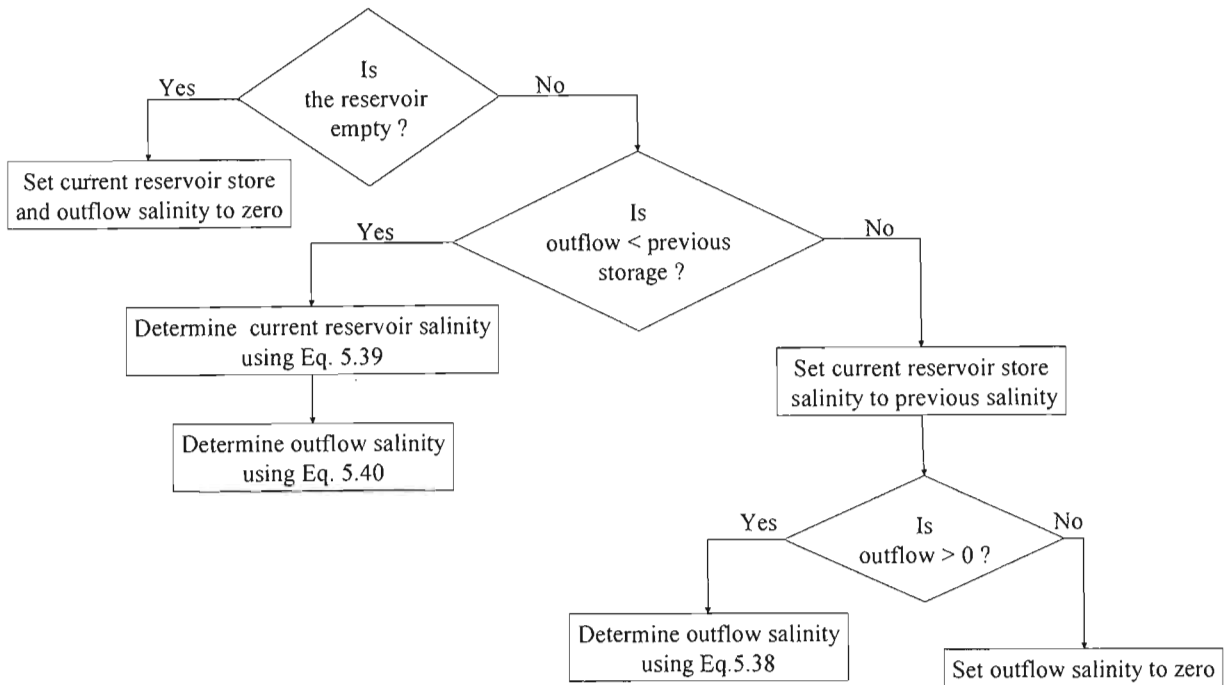 Is
the reservoir
empty ?
Yes
No
Set current reservoir store
and outflow salinity to zero
Is
outflow < previous
storage ?
Yes
No
Determine current reservoir salinity
using Eq. 5.39
Determine outflow salinity
using Eq. 5.40
Set current reservoir store
salinity to previous salinity
Is
outflow > 0 ?
Yes
No
Determine outflow salinity
using Eq.5.38
Set outflow salinity to zero